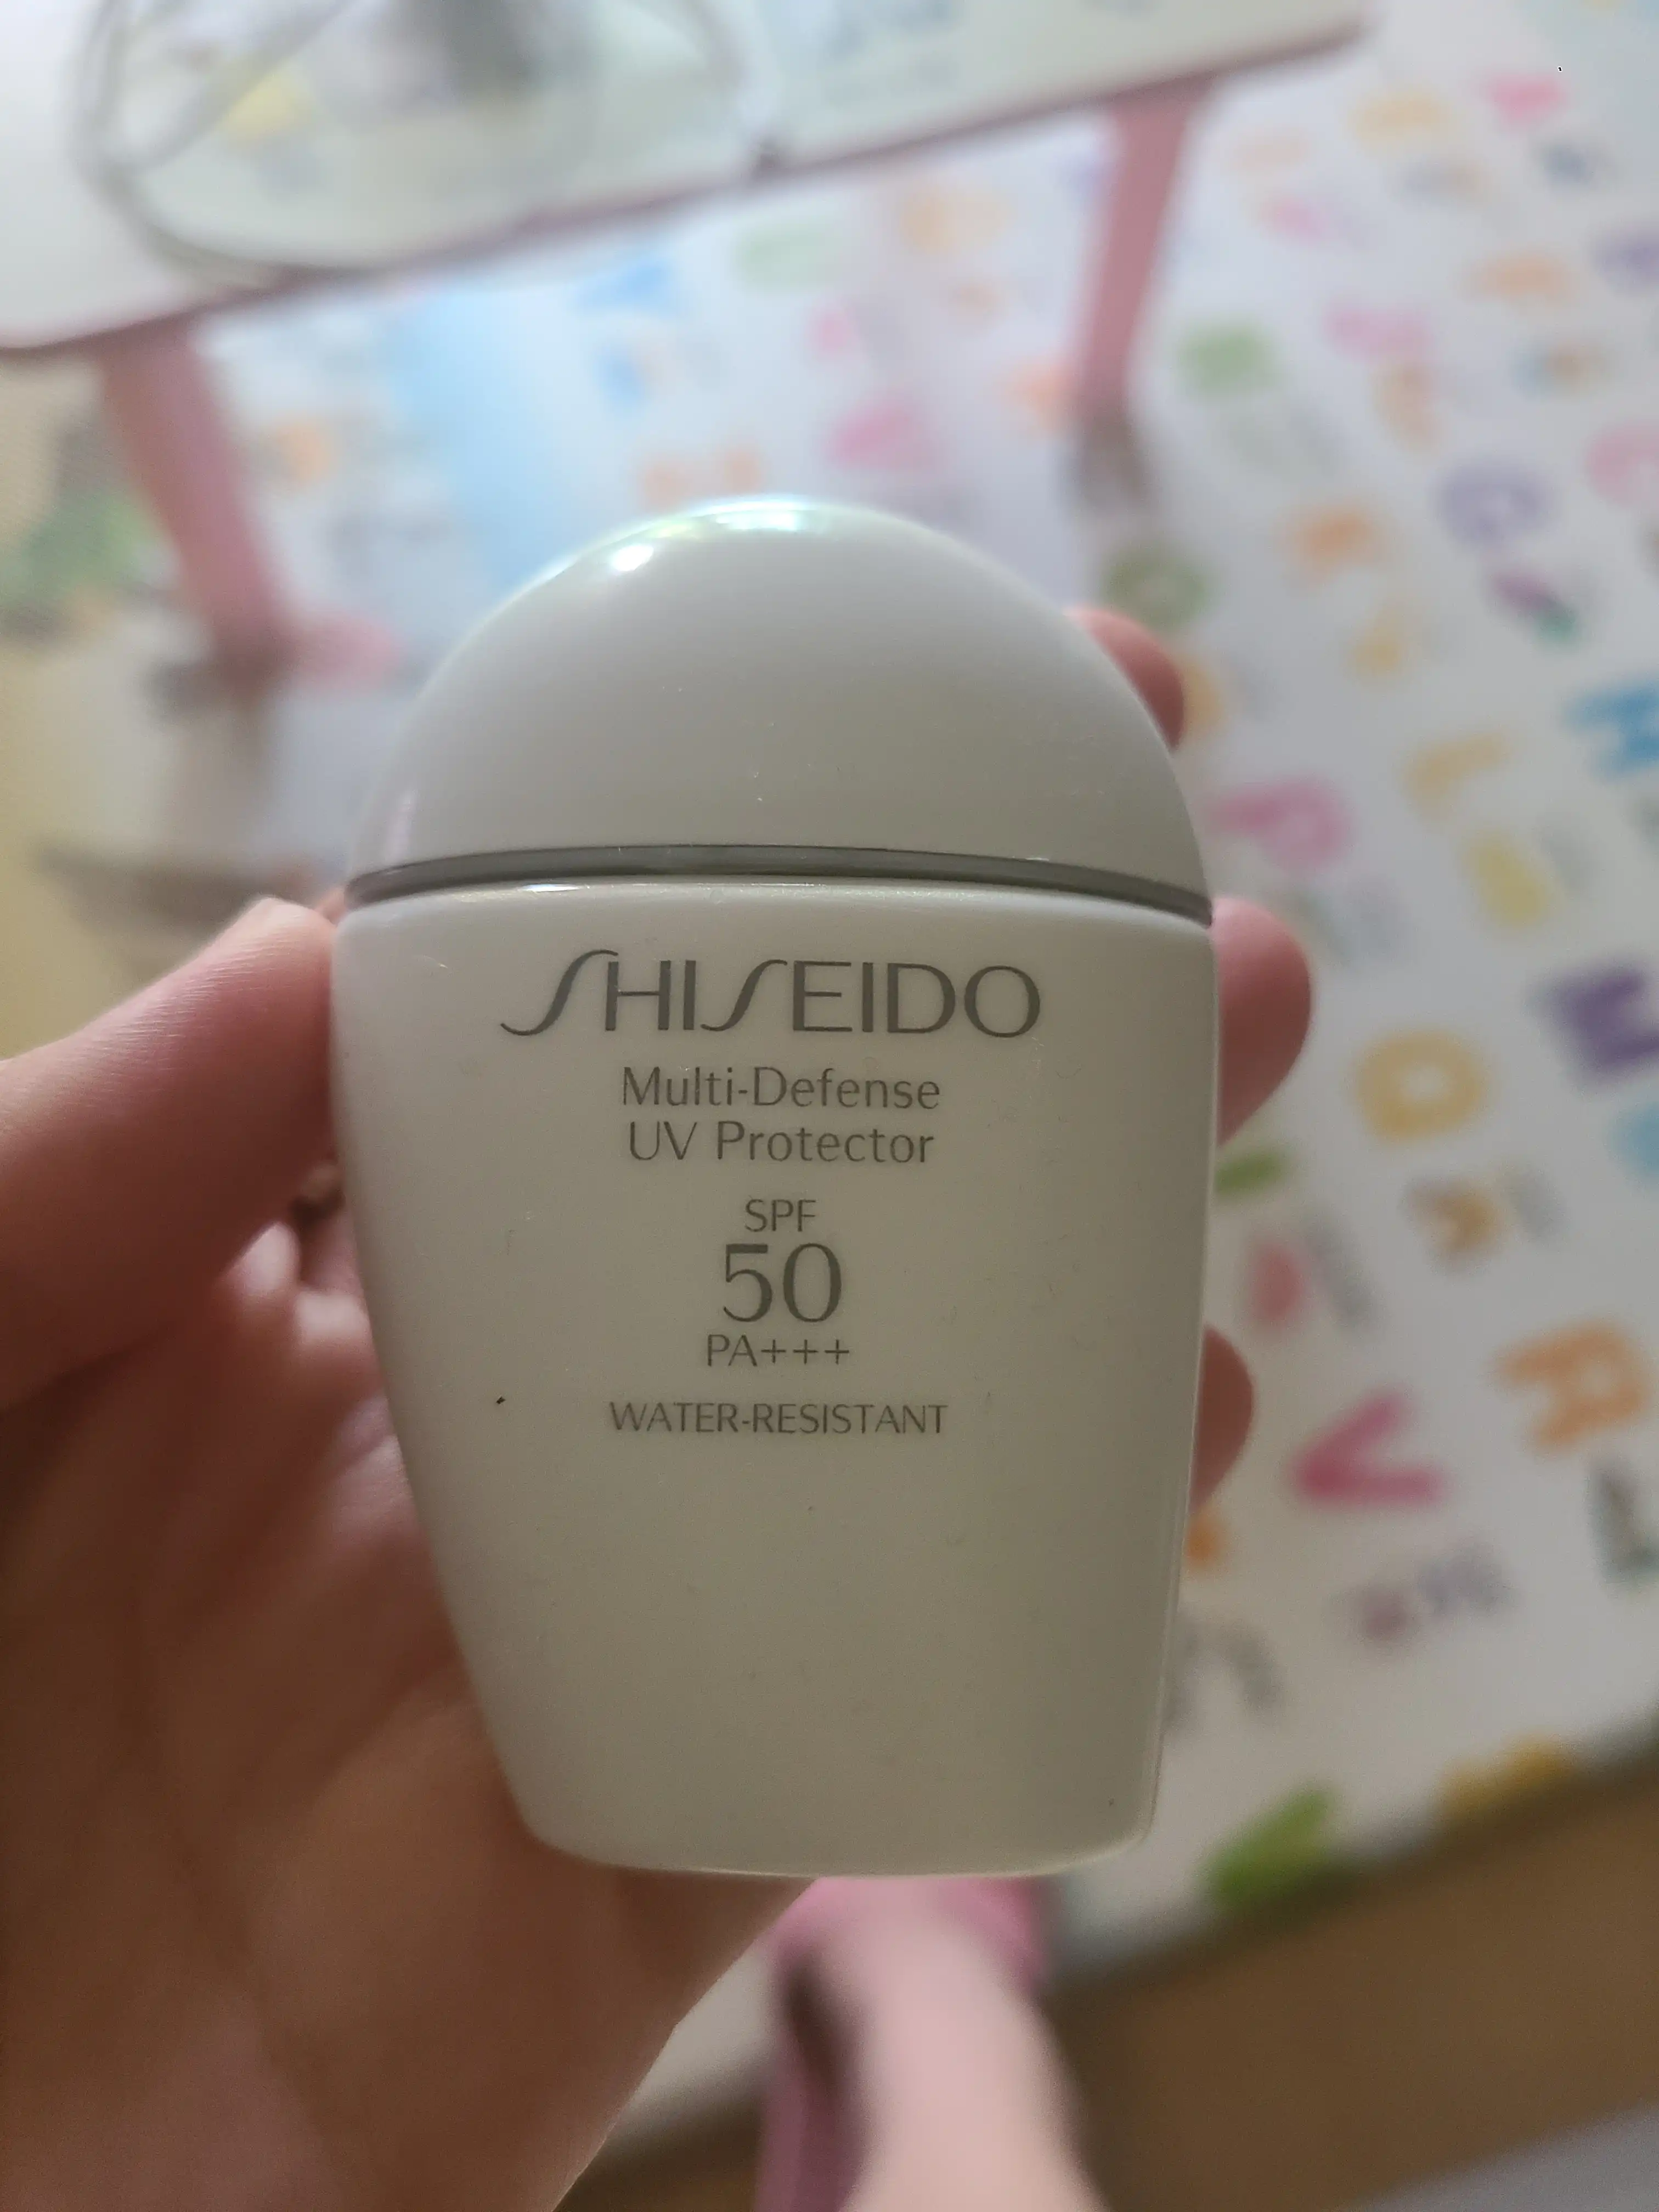 SHISEIDO
Multi-Defense
UV Protector
SPF
50
PA+++
WATER-RESISTANT